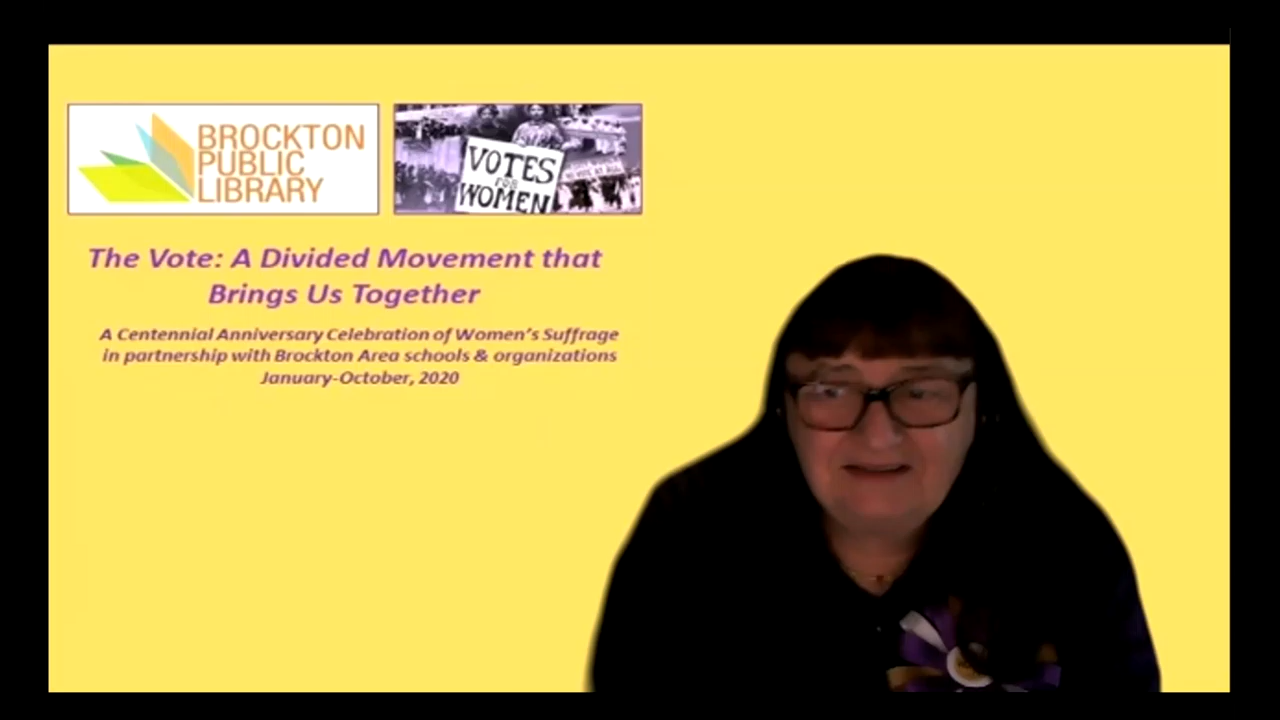 BROCKTON
PUBLIC
LIBRARY
VOTES
FOR
WOMEN
The Vote: A Divided Movement that
Brings Us Together
A Centennial Anniversary Celebration of Women's Suffrage
in partnership with Brockton Area schools & organizations
January-October, 2020